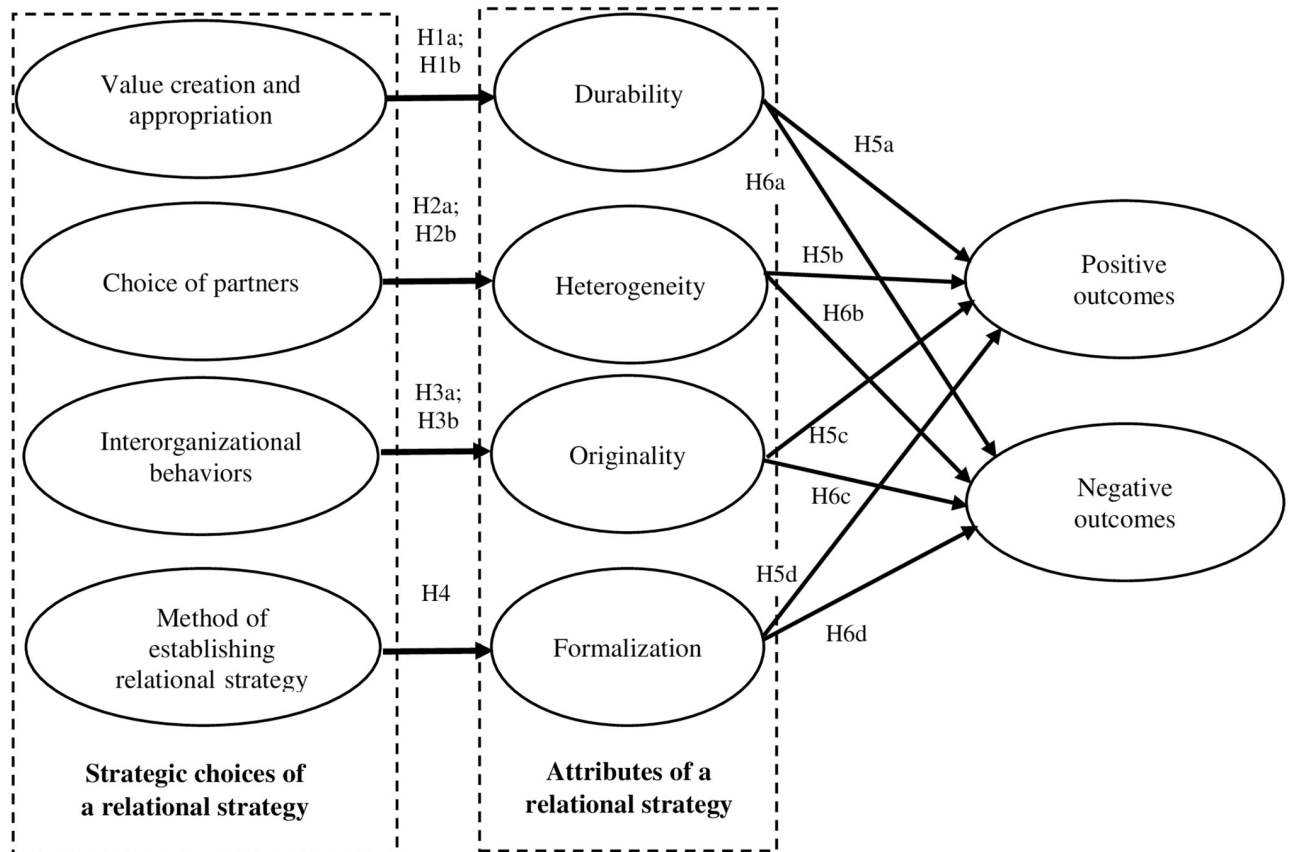 Value creation and
appropriation
H1a;
H1b
Durability
H5a
H6a
Choice of partners
H2a;
H2b
Heterogeneity
H5b
H6b
Positive
outcomes
Interorganizational
behaviors
H3a;
H3b
Originality
H5c
H6c
Negative
outcomes
Method of
establishing
relational strategy
H4
Formalization
H5d
H6d
Strategic choices of
a relational strategy
Attributes of a
relational strategy